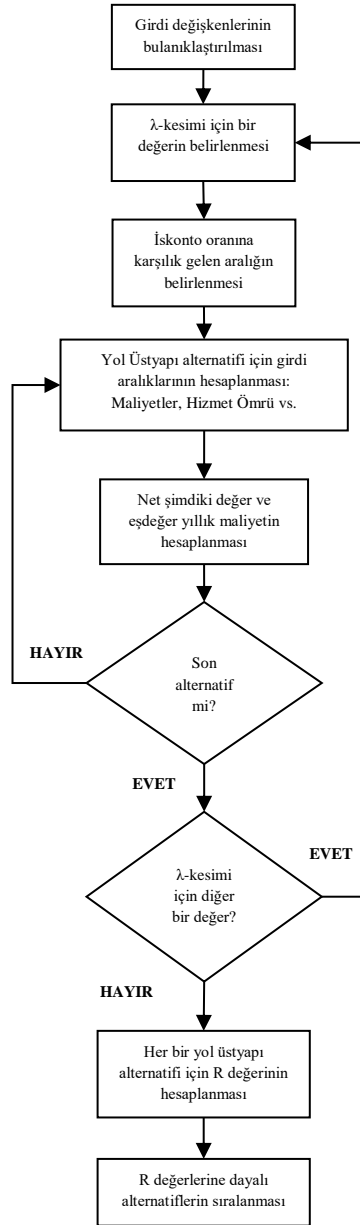 Girdi değişkenlerinin
bulanıklaştırılması
λ-kesimi için bir
değerin belirlenmesi
İskonto oranına
karşılık gelen aralığın
belirlenmesi
Yol Üstyapı alternatifi için girdi
aralıklarının hesaplanması:
Maliyetler, Hizmet Ömrü vs.
Net şimdiki değer ve
eşdeğer yıllık maliyetin
hesaplanması
HAYIR
Son
alternatif
mi?
EVET
EVET
λ-kesimi
için diğer
bir değer?
HAYIR
Her bir yol üstyapı
alternatifi için R değerinin
hesaplanması
R değerlerine dayalı
alternatiflerin sıralanması